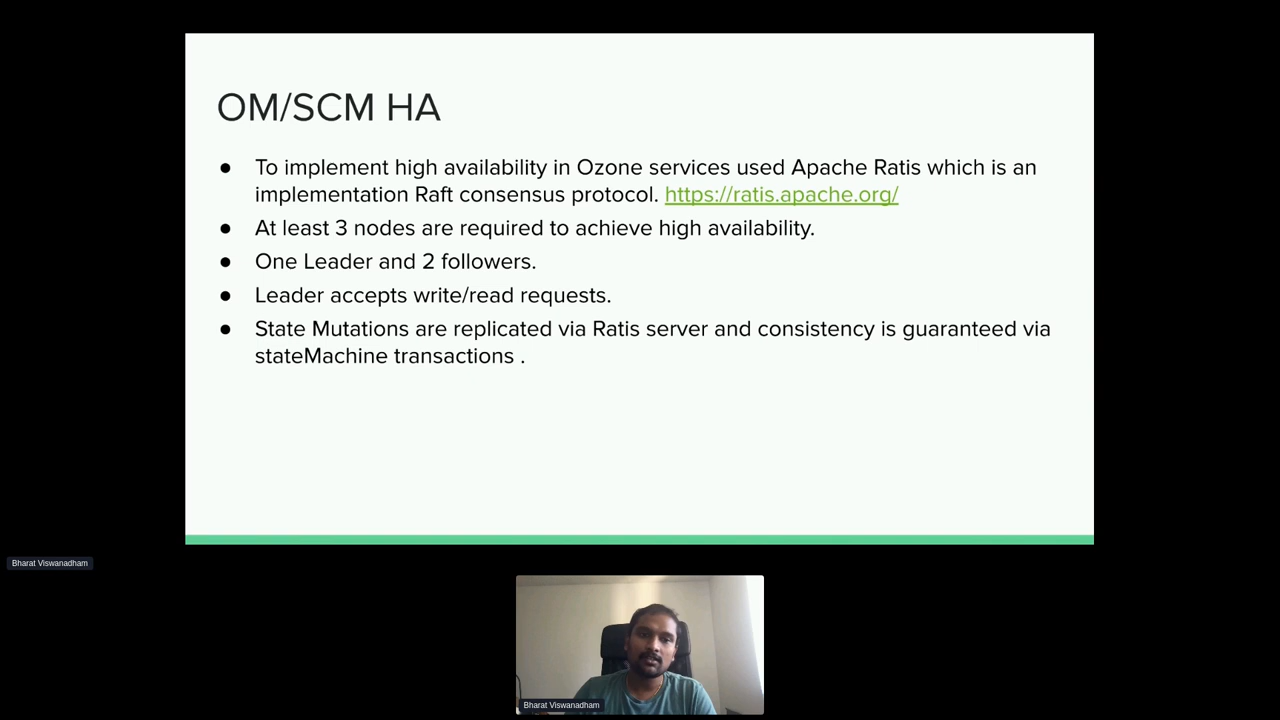 OM/SCM HA
● To implement high availability in Ozone services used Apache Ratis which is an
implementation Raft consensus protocol. https://ratis.apache.org/
● At least 3 nodes are required to achieve high availability.
● One Leader and 2 followers.
● Leader accepts write/read requests.
● State Mutations are replicated via Ratis server and consistency is guaranteed via
stateMachine transactions .
Bharat Viswanadham
Bharat Viswanadham